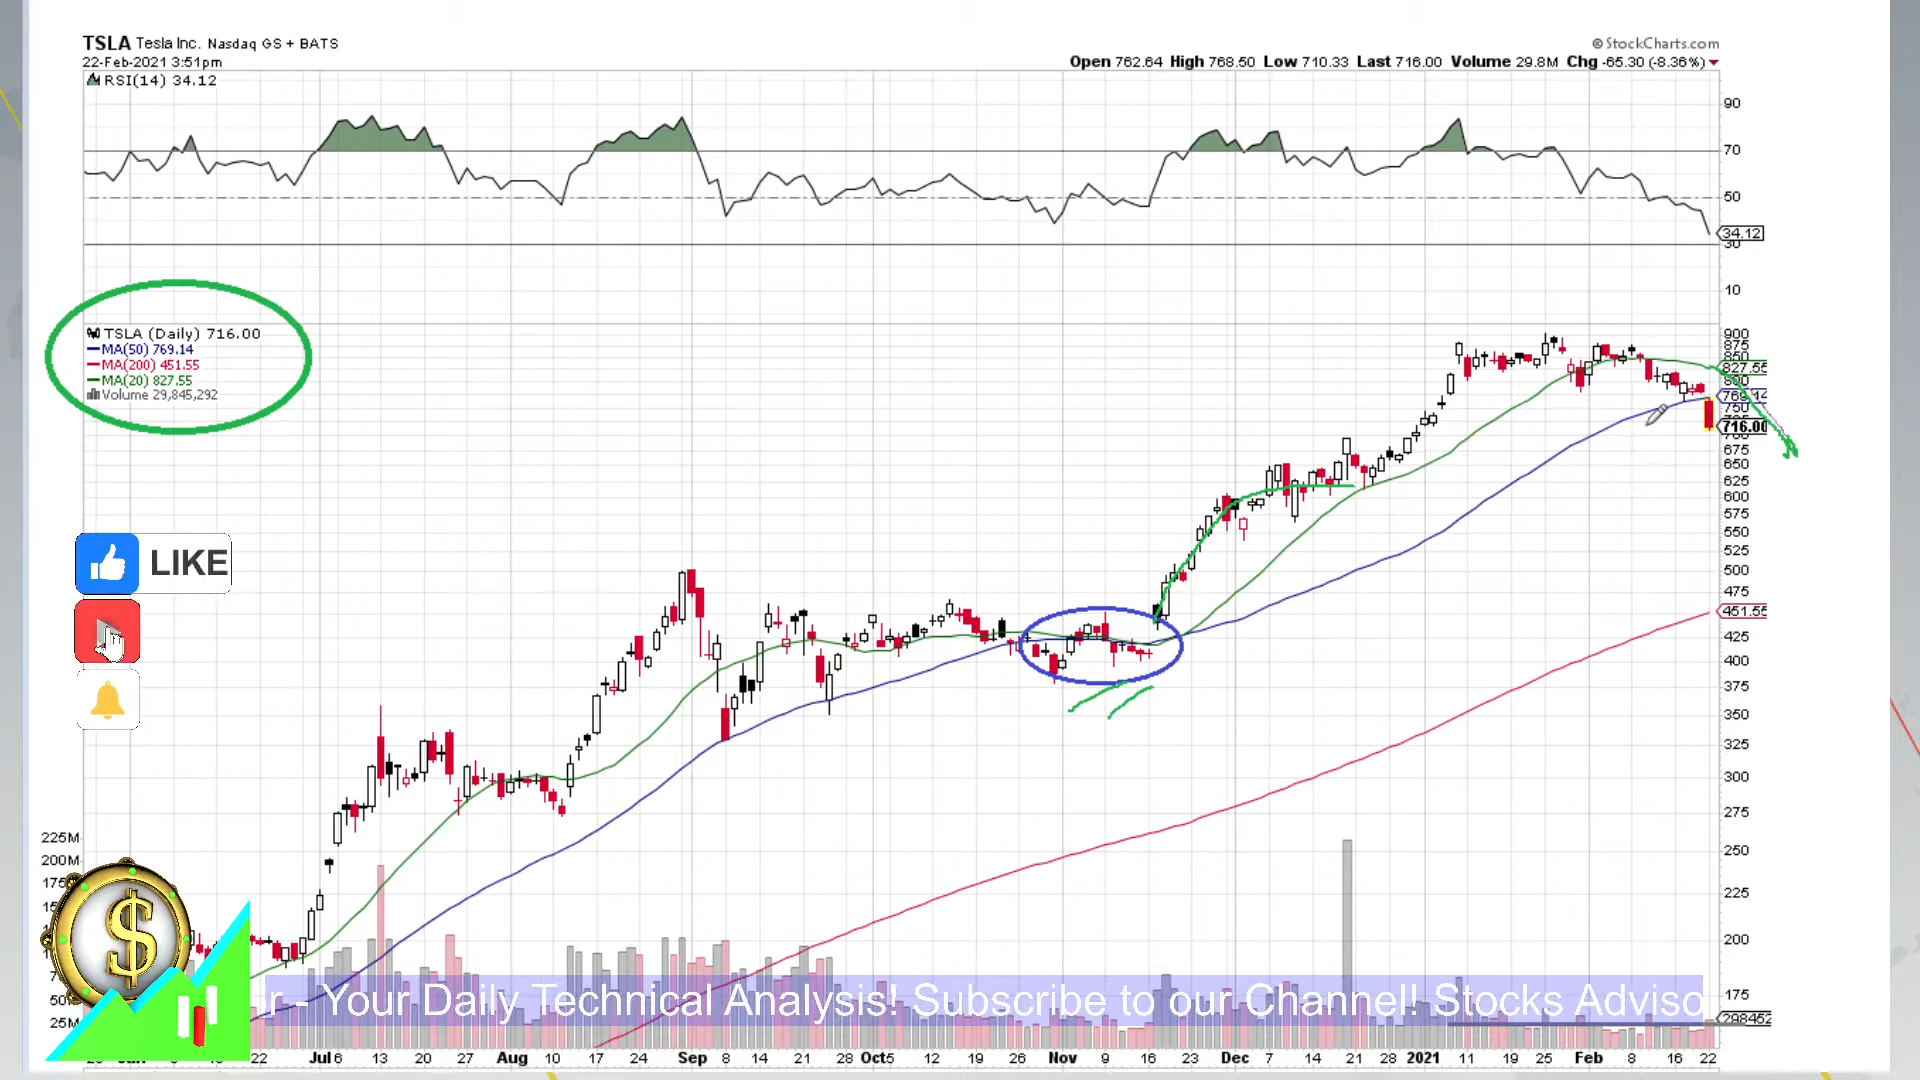 TSLA Tesla Inc. Nasdaq GS + BATS
© StockCharts.com
22-Feb-2021 3:51pm
Open 762.64 High 768.50 Low 710.33 Last 716.00 Volume 29.8M Chg -65.30 (-8.36%)
RSI(14) 34.12
90
70
50
34.12
30
10
TSLA (Daily) 716.00
MA(50) 769.14
MA(200) 451.55
MA(20) 827.55
Volume 29,845,292
900
875
850
827.55
800
769.14
750
716.00
700
675
650
625
600
575
550
525
500
475
451.55
425
400
375
350
325
300
275
250
225
200
175
298452
LIKE
225M
200M
175
50M
25M
$
r - Your Daily Technical Analysis! Subscribe to our Channel! Stocks Adviso
22 Jul 6 13 20 27 Aug 10 17 24 Sep 8 14 21 28 Oct 5 12 19 26 Nov 9 16 23 Dec 7 14 21 28 2021 11 19 25 Feb 8 16 22